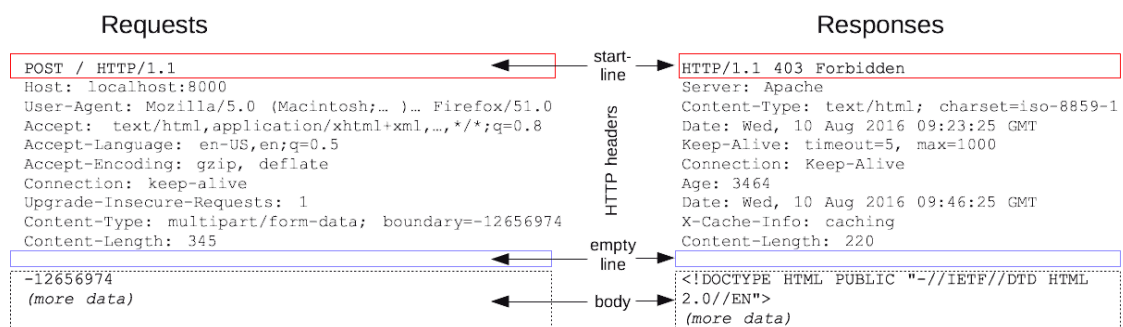 Requests
POST / HTTP/1.1
Host: localhost:8000
User-Agent: Mozilla/5.0 (Macintosh;… )… Firefox/51.0
Accept: text/html,application/xhtml+xml,…,*/*;q=0.8
Accept-Language: en-US,en;q=0.5
Accept-Encoding: gzip, deflate
Connection: keep-alive
Upgrade-Insecure-Requests: 1
Content-Type: multipart/form-data; boundary=-12656974
Content-Length: 345
-12656974
(more data)
start-
line
HTTP headers
empty
line
body
Responses
HTTP/1.1 403 Forbidden
Server: Apache
Content-Type: text/html; charset=iso-8859-1
Date: Wed, 10 Aug 2016 09:23:25 GMT
Keep-Alive: timeout=5, max=1000
Connection: Keep-Alive
Age: 3464
Date: Wed, 10 Aug 2016 09:46:25 GMT
X-Cache-Info: caching
Content-Length: 220
<!DOCTYPE HTML PUBLIC "-//IETF//DTD HTML
2.0//EN">
(more data)